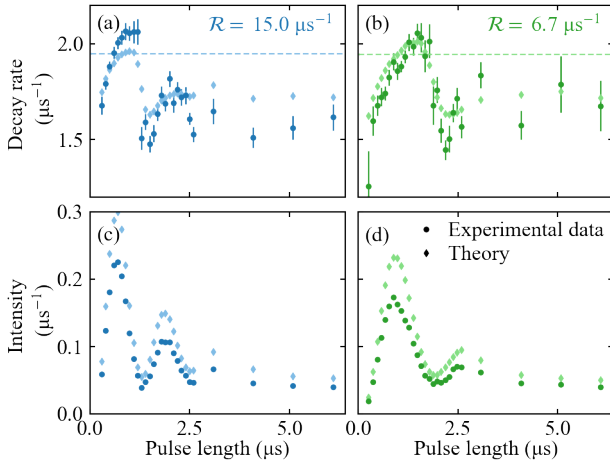 (a) R = 15.0 μs⁻¹
(b) R = 6.7 μs⁻¹
Decay rate
(μs⁻¹)
2.0
1.5
(c)
(d)
Experimental data
Theory
Intensity
(μs⁻¹)
0.3
0.2
0.1
0.0
0.0 2.5 5.0
0.0 2.5 5.0
Pulse length (μs)
Pulse length (μs)